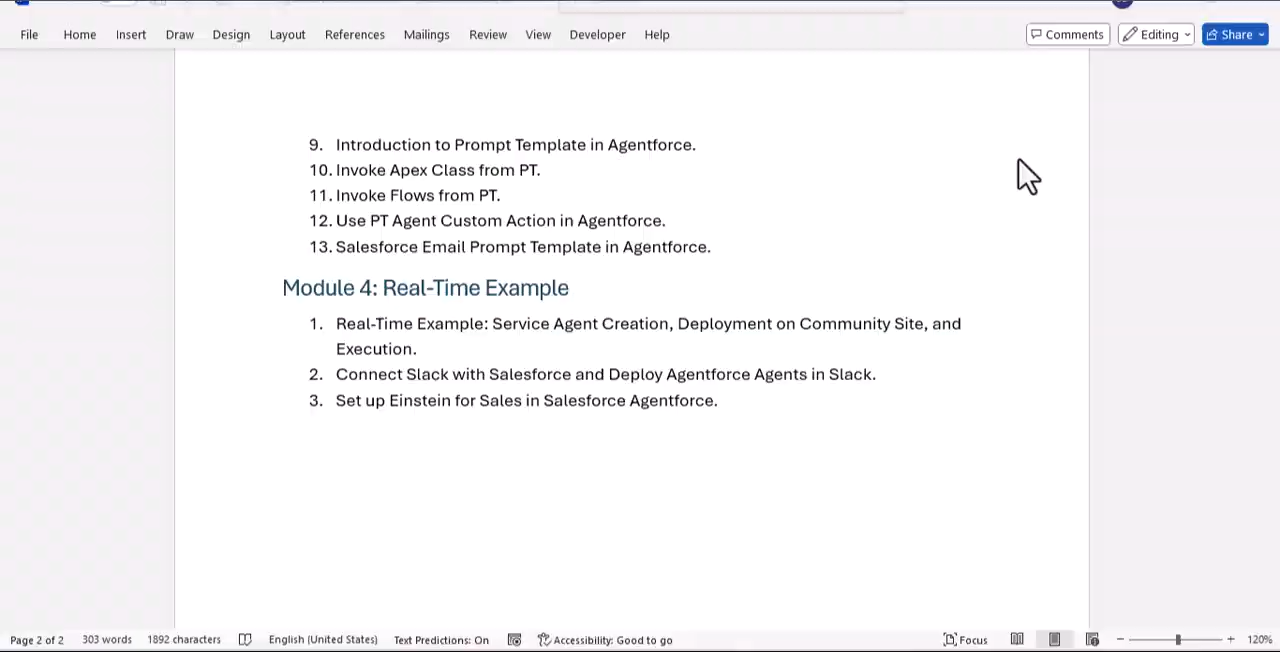 File Home Insert Draw Design Layout References Mailings Review View Developer Help Comments Editing Share
9. Introduction to Prompt Template in Agentforce.
10. Invoke Apex Class from PT.
11. Invoke Flows from PT.
12. Use PT Agent Custom Action in Agentforce.
13. Salesforce Email Prompt Template in Agentforce.
Module 4: Real-Time Example
1. Real-Time Example: Service Agent Creation, Deployment on Community Site, and
Execution.
2. Connect Slack with Salesforce and Deploy Agentforce Agents in Slack.
3. Set up Einstein for Sales in Salesforce Agentforce.
Page 2 of 2 303 words 1892 characters English (United States) Text Predictions: On Accessibility: Good to go Focus 120%